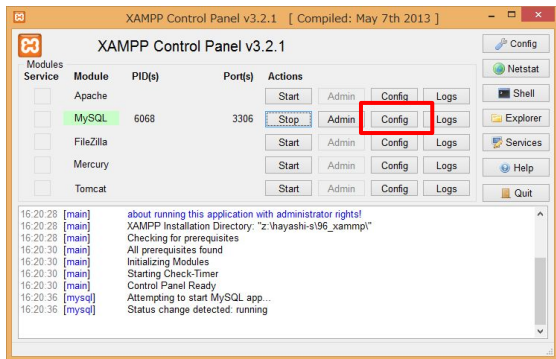 XAMPP Control Panel v3.2.1 [ Compiled: May 7th 2013 ]
XAMPP Control Panel v3.2.1
Config
Modules
Service Module PID(s) Port(s) Actions
Netstat
Apache Start Admin Config Logs
Shell
MySQL 6068 3306 Stop Admin Config Logs
Explorer
FileZilla Start Admin Config Logs
Services
Mercury Start Admin Config Logs
Help
Tomcat Start Admin Config Logs
Quit
16:20:28 [main] about running this application with administrator rights!
16:20:28 [main] XAMPP Installation Directory: "z:\hayashi-s\96_xammp\"
16:20:28 [main] Checking for prerequisites
16:20:30 [main] All prerequisites found
16:20:30 [main] Initializing Modules
16:20:30 [main] Starting Check-Timer
16:20:30 [main] Control Panel Ready
16:20:36 [mysql] Attempting to start MySQL app...
16:20:36 [mysql] Status change detected: running